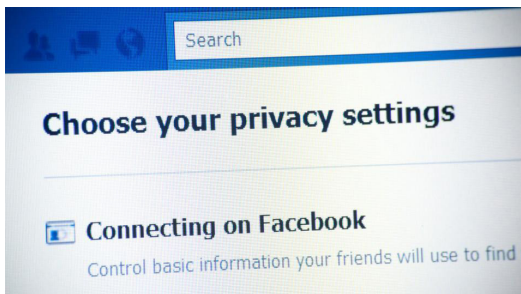 Search
Choose your privacy settings
Connecting on Facebook
Control basic information your friends will use to find